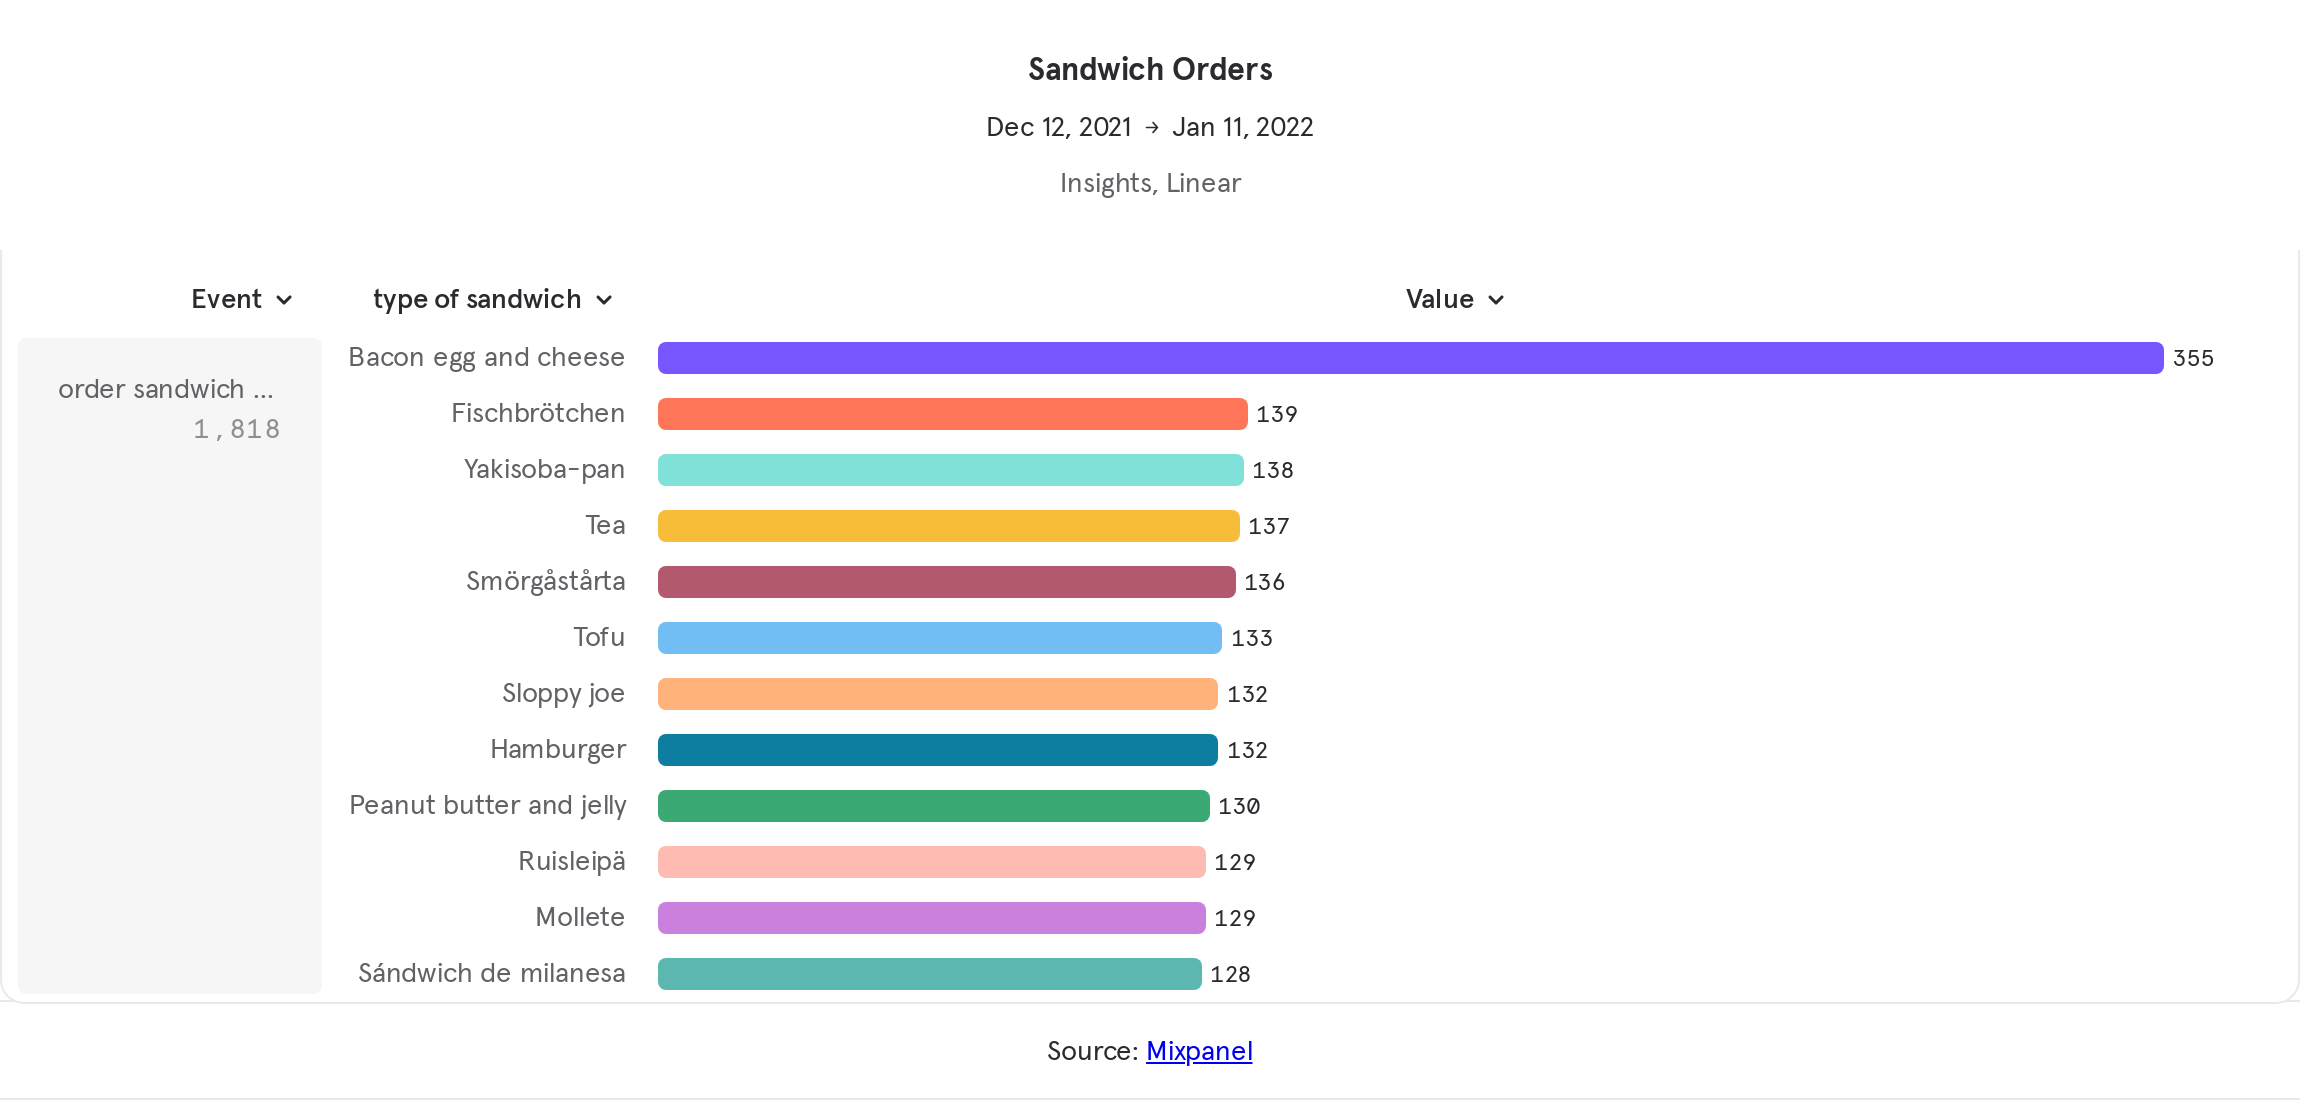 Sandwich Orders
Dec 12, 2021 → Jan 11, 2022
Insights, Linear
Event type of sandwich Value
order sandwich ...
1,818
Bacon egg and cheese 355
Fischbrötchen 139
Yakisoba-pan 138
Tea 137
Smörgåstårta 136
Tofu 133
Sloppy joe 132
Hamburger 132
Peanut butter and jelly 130
Ruisleipä 129
Mollete 129
Sándwich de milanesa 128
Source: Mixpanel